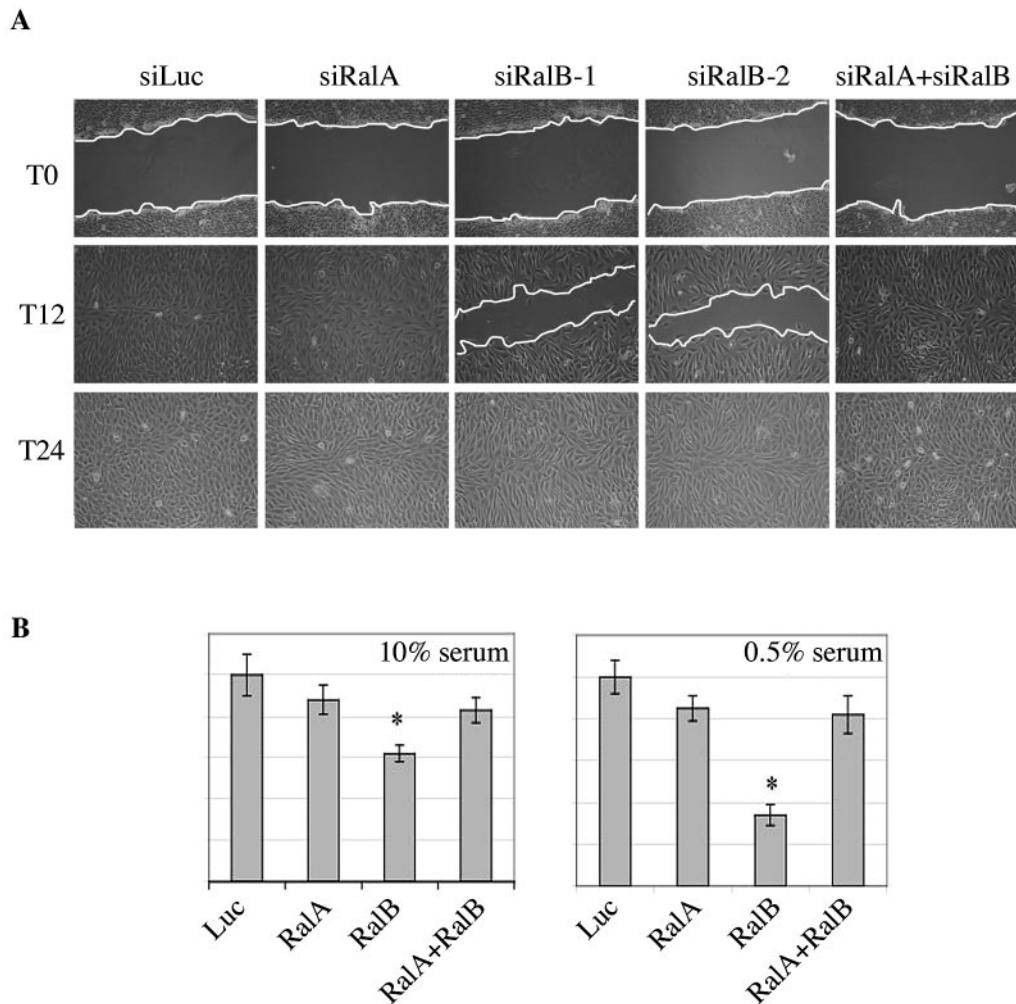 A
siLuc siRalA siRalB-1 siRalB-2 siRalA+siRalB
T0
T12
T24
B
10% serum 0.5% serum
*
*
Luc RalA RalB RalA+RalB Luc RalA RalB RalA+RalB